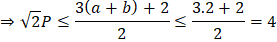 ⇒ √2P ≤ (3(a + b) + 2)/2 ≤ (3.2 + 2)/2 = 4